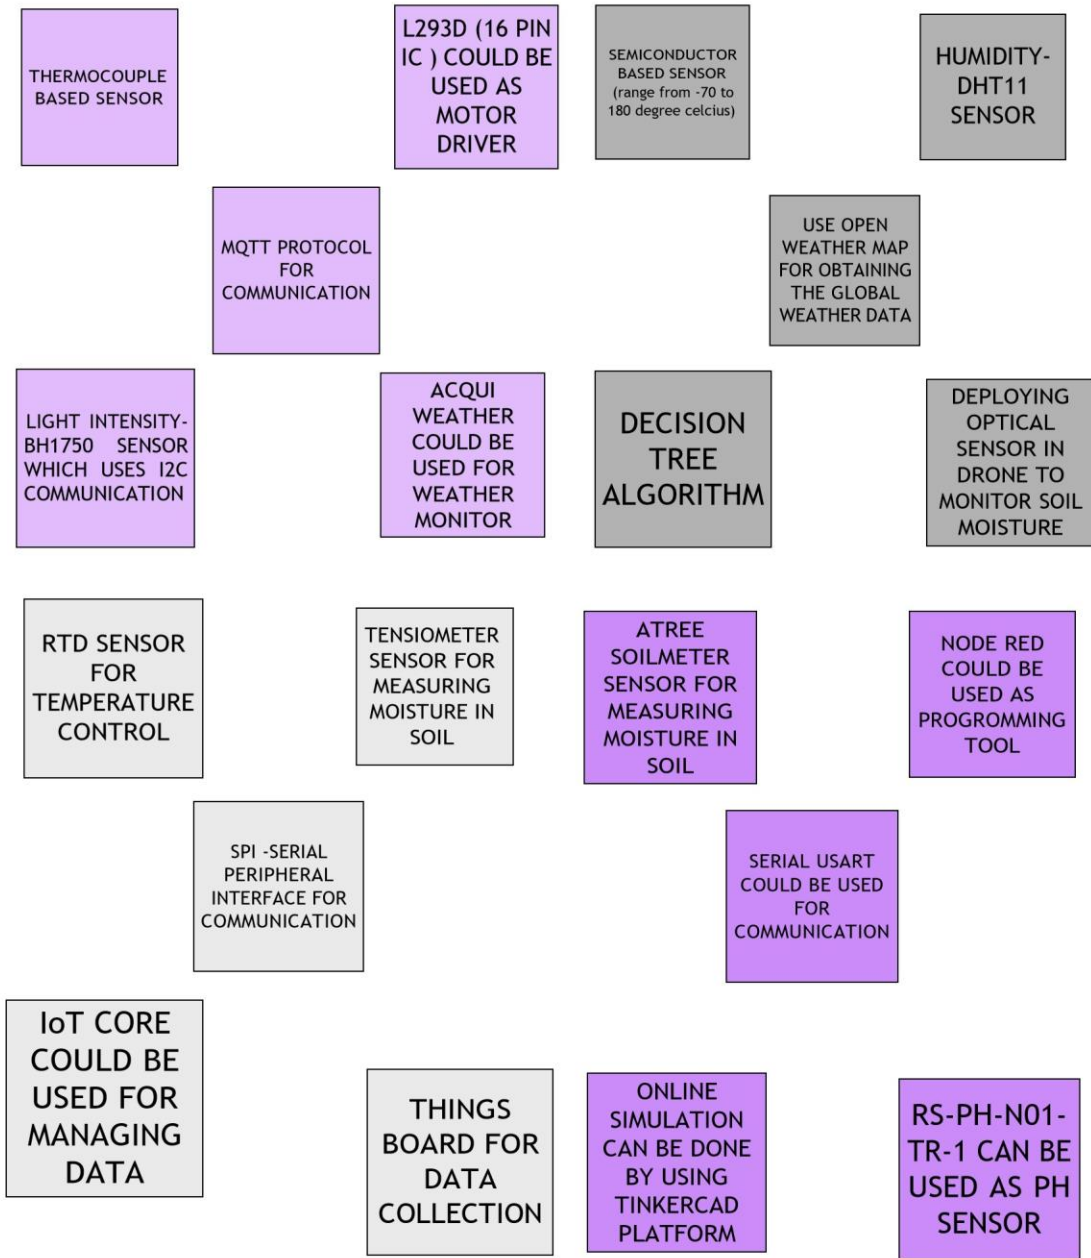 THERMOCOUPLE
BASED SENSOR
L293D (16 PIN
IC ) COULD BE
USED AS
MOTOR
DRIVER
SEMICONDUCTOR
BASED SENSOR
(range from -70 to
180 degree celcius)
HUMIDITY-
DHT11
SENSOR
MQTT PROTOCOL
FOR
COMMUNICATION
USE OPEN
WEATHER MAP
FOR OBTAINING
THE GLOBAL
WEATHER DATA
LIGHT INTENSITY-
BH1750 SENSOR
WHICH USES I2C
COMMUNICATION
ACQUI
WEATHER
COULD BE
USED FOR
WEATHER
MONITOR
DECISION
TREE
ALGORITHM
DEPLOYING
OPTICAL
SENSOR IN
DRONE TO
MONITOR SOIL
MOISTURE
RTD SENSOR
FOR
TEMPERATURE
CONTROL
TENSIOMETER
SENSOR FOR
MEASURING
MOISTURE IN
SOIL
ATREE
SOILMETER
SENSOR FOR
MEASURING
MOISTURE IN
SOIL
NODE RED
COULD BE
USED AS
PROGROMMING
TOOL
SPI -SERIAL
PERIPHERAL
INTERFACE FOR
COMMUNICATION
SERIAL USART
COULD BE USED
FOR
COMMUNICATION
IoT CORE
COULD BE
USED FOR
MANAGING
DATA
THINGS
BOARD FOR
DATA
COLLECTION
ONLINE
SIMULATION
CAN BE DONE
BY USING
TINKERCAD
PLATFORM
RS-PH-N01-
TR-1 CAN BE
USED AS PH
SENSOR